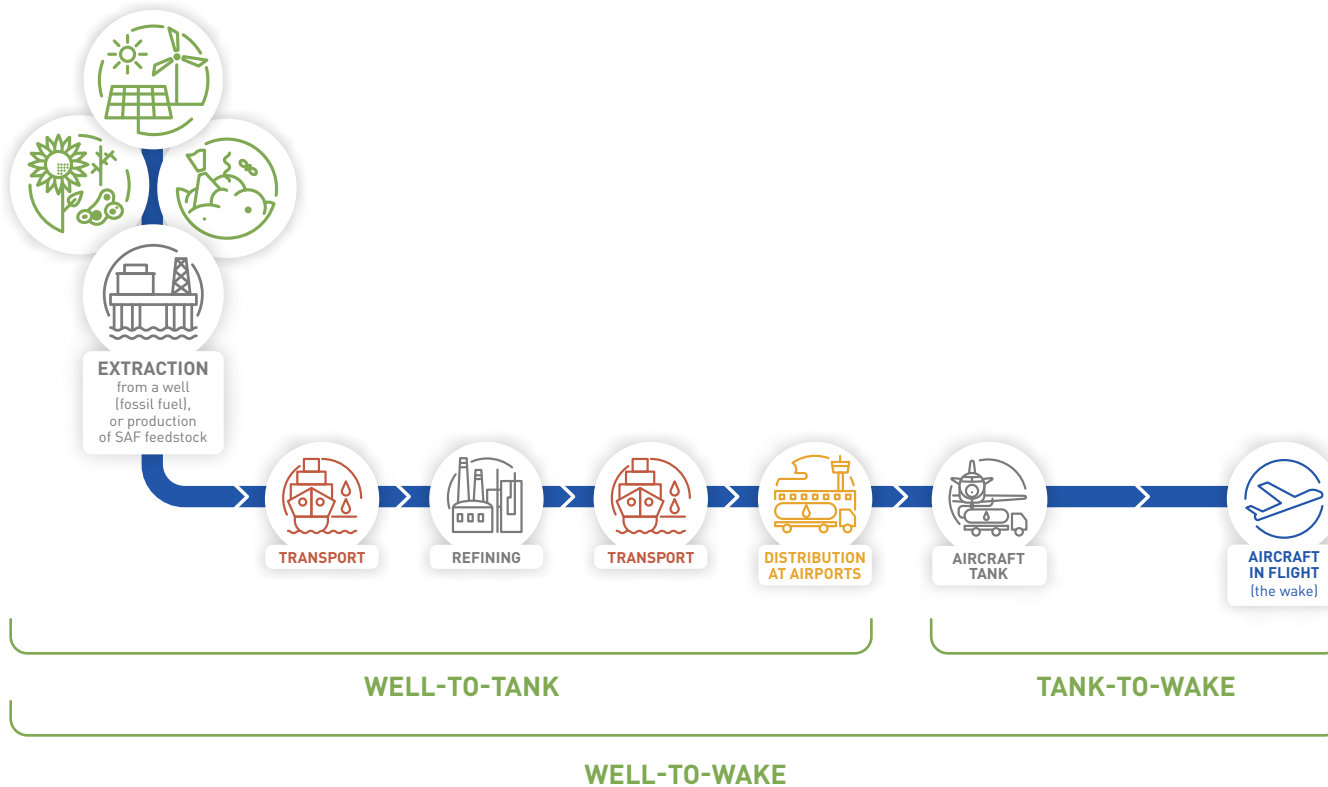 EXTRACTION
from a well
(fossil fuel),
or production
of SAF feedstock
TRANSPORT
REFINING
TRANSPORT
DISTRIBUTION
AT AIRPORTS
AIRCRAFT
TANK
AIRCRAFT
IN FLIGHT
(the wake)
WELL-TO-TANK
TANK-TO-WAKE
WELL-TO-WAKE